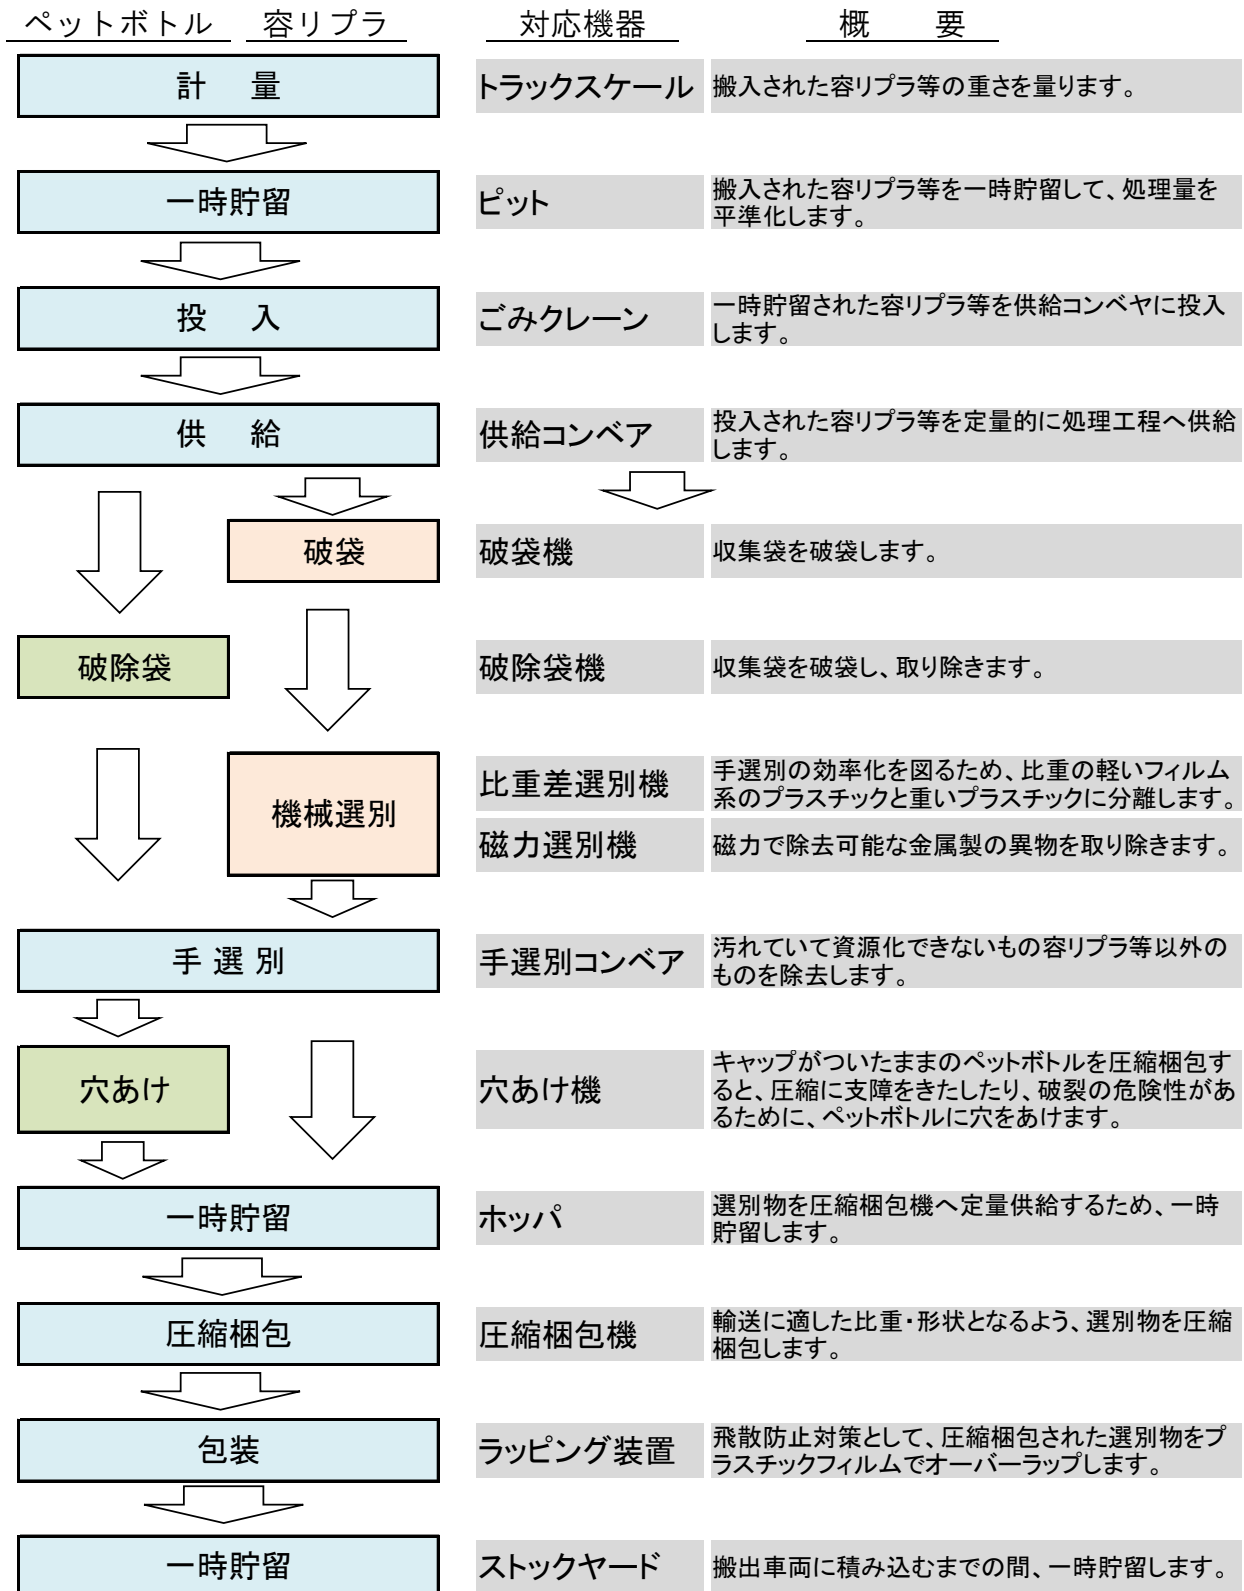 ペットボトル 容リプラ 対応機器 概 要
計 量 トラックスケール 搬入された容リプラ等の重さを量ります。
一時貯留 ピット 搬入された容リプラ等を一時貯留して、処理量を
平準化します。
投 入 ごみクレーン 一時貯留された容リプラ等を供給コンベヤに投入
します。
供 給 供給コンベア 投入された容リプラ等を定量的に処理工程へ供給
します。
破袋 破袋機 収集袋を破袋します。
破除袋 破除袋機 収集袋を破袋し、取り除きます。
機械選別 比重差選別機 手選別の効率化を図るため、比重の軽いフィルム
系のプラスチックと重いプラスチックに分離します。
磁力選別機 磁力で除去可能な金属製の異物を取り除きます。
手 選 別 手選別コンベア 汚れていて資源化できないもの容リプラ等以外の
ものを除去します。
穴あけ 穴あけ機 キャップがついたままのペットボトルを圧縮梱包す
ると、圧縮に支障をきたしたり、破裂の危険性があ
るために、ペットボトルに穴をあけます。
一時貯留 ホッパ 選別物を圧縮梱包機へ定量供給するため、一時
貯留します。
圧縮梱包 圧縮梱包機 輸送に適した比重・形状となるよう、選別物を圧縮
梱包します。
包装 ラッピング装置 飛散防止対策として、圧縮梱包された選別物をプ
ラスチックフィルムでオーバーラップします。
一時貯留 ストックヤード 搬出車両に積み込むまでの間、一時貯留します。